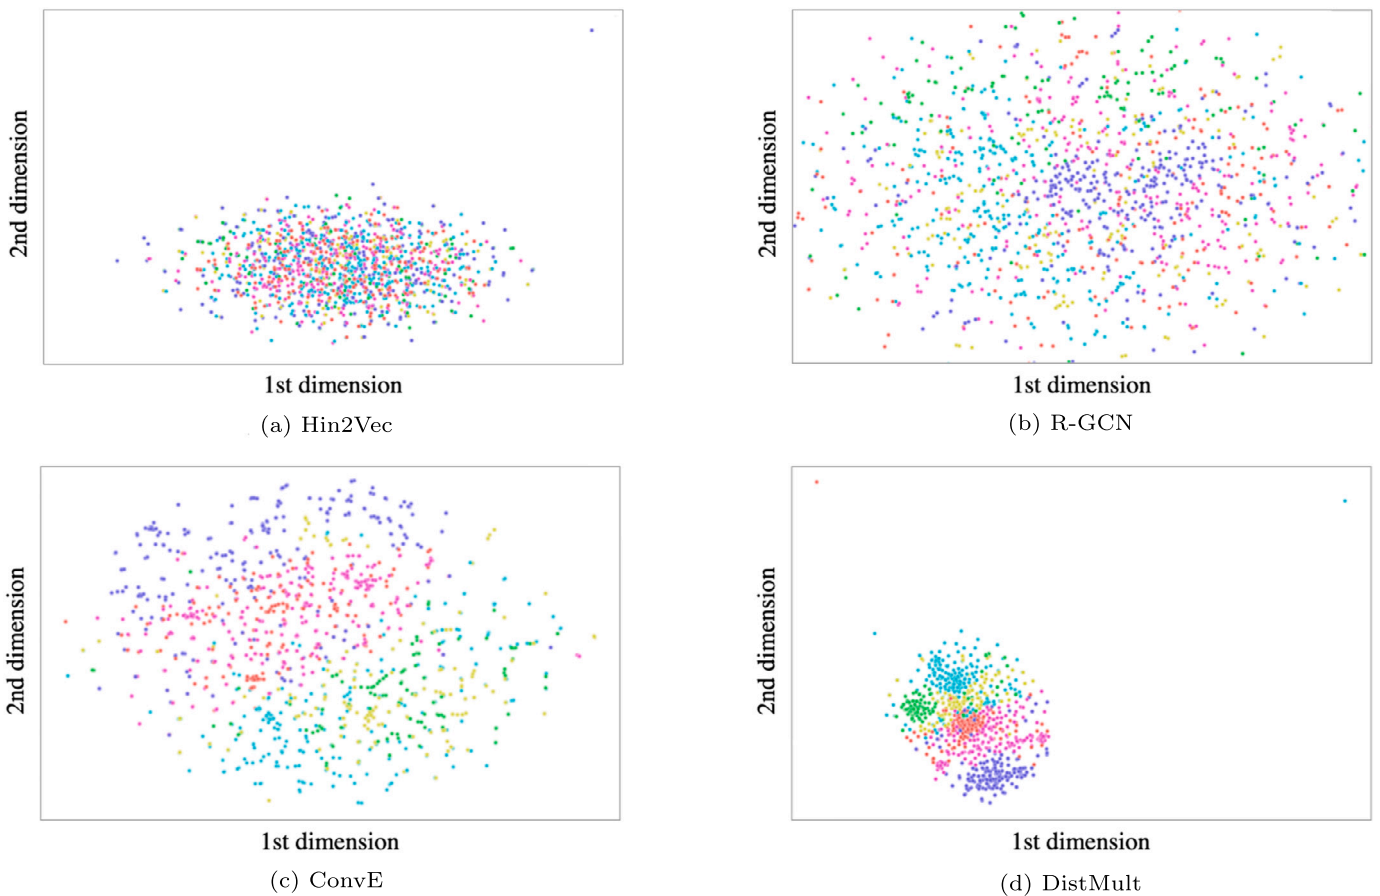 2nd dimension
1st dimension
(a) Hin2Vec
2nd dimension
1st dimension
(b) R-GCN
2nd dimension
1st dimension
(c) ConvE
2nd dimension
1st dimension
(d) DistMult